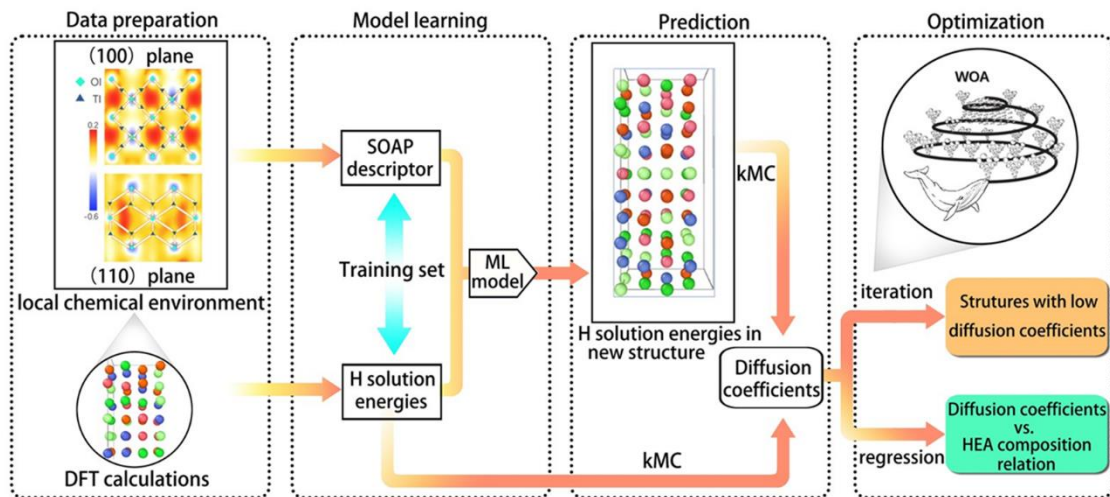 Data preparation
(100) plane
OI
TI
0.2
-0.6
(110) plane
local chemical environment
DFT calculations
Model learning
SOAP
descriptor
Training set
H solution
energies
ML
model
Prediction
kMC
H solution energies in
new structure
Diffusion
coefficients
kMC
Optimization
WOA
iteration
Strutures with low
diffusion coefficients
regression
Diffusion coefficients
vs.
HEA composition
relation